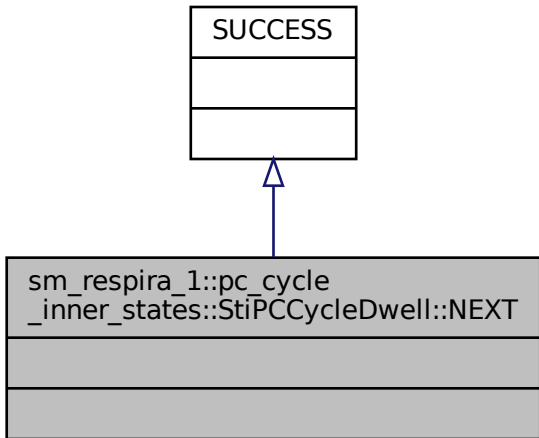 SUCCESS
sm_respira_1::pc_cycle
_inner_states::StiPCCycleDwell::NEXT